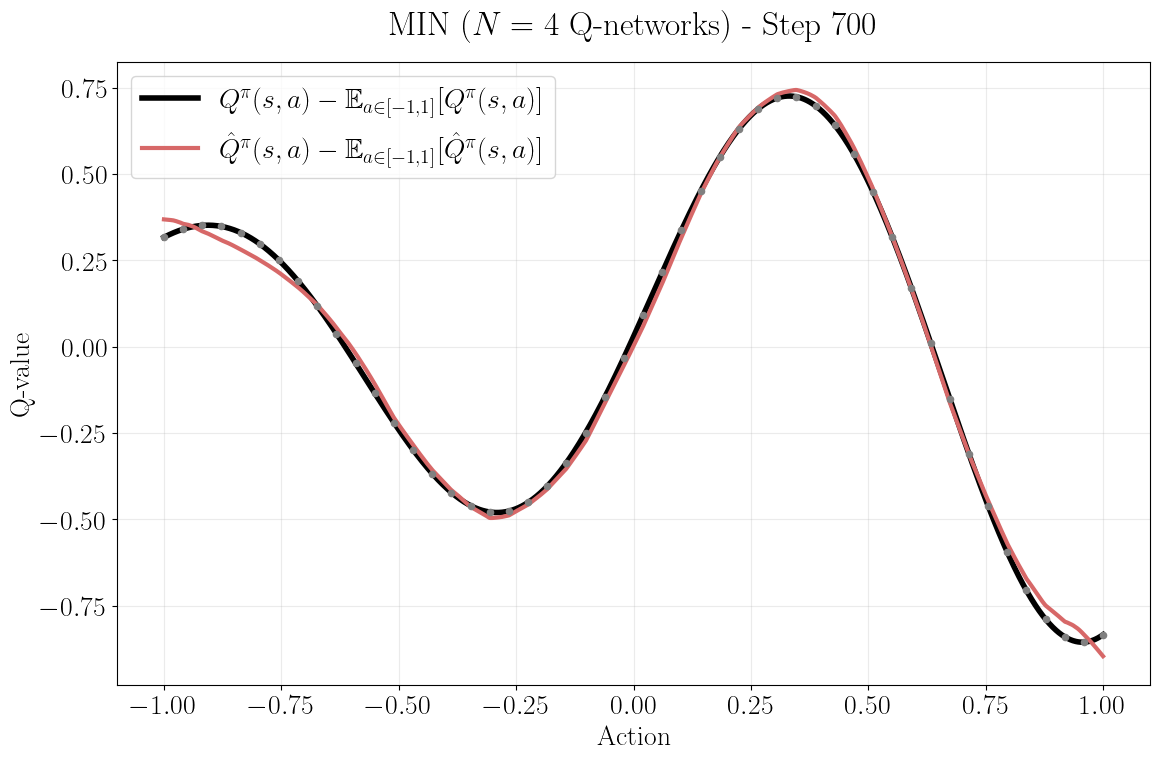 MIN (N = 4 Q-networks) - Step 700
Q^π(s, a) − 𝔼_{a∈[−1,1]}[Q^π(s, a)]
Q̂^π(s, a) − 𝔼_{a∈[−1,1]}[Q̂^π(s, a)]
0.75
0.50
0.25
0.00
−0.25
−0.50
−0.75
Q-value
−1.00 −0.75 −0.50 −0.25 0.00 0.25 0.50 0.75 1.00
Action